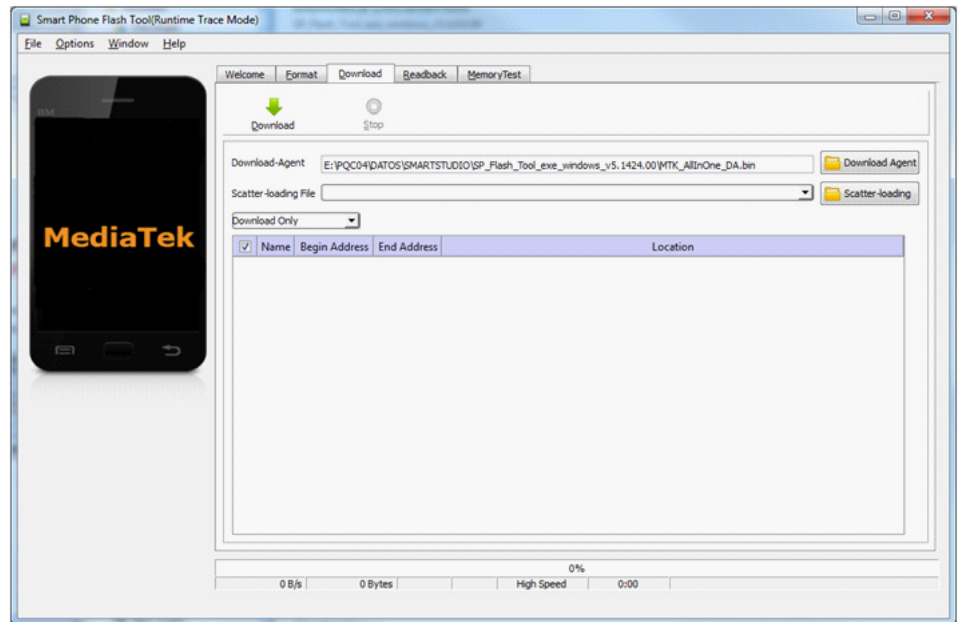 Smart Phone Flash Tool(Runtime Trace Mode)
File Options Window Help
Welcome Format Download Readback MemoryTest
Download Stop
Download-Agent E:\PQC04\DATOS\SMARTSTUDIO\SP_Flash_Tool_exe_windows_v5.1424.00\MTK_AllInOne_DA.bin Download Agent
Scatter-loading File Scatter-loading
Download Only
Name Begin Address End Address Location
MediaTek
0%
0 B/s 0 Bytes High Speed 0:00